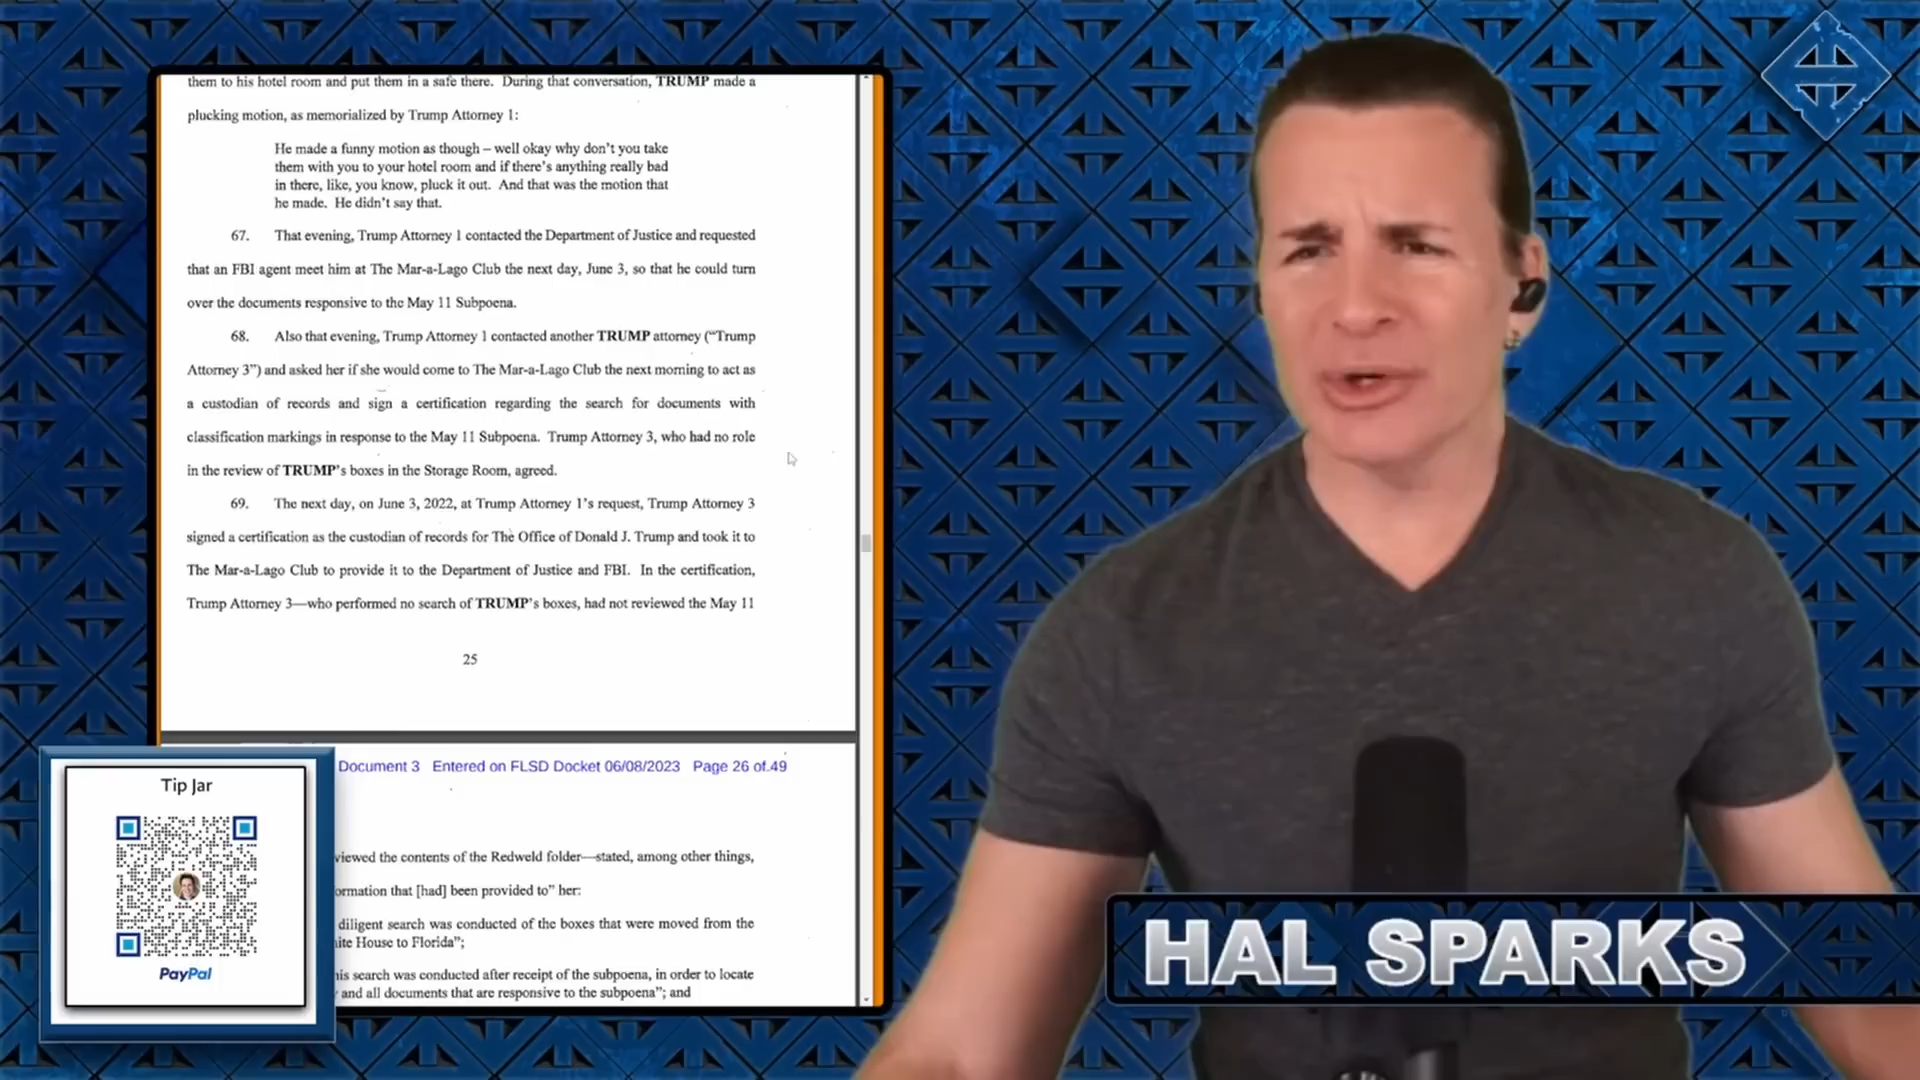 them to his hotel room and put them in a safe there. During that conversation, TRUMP made a
plucking motion, as memorialized by Trump Attorney 1:
He made a funny motion as though – well okay why don't you take
them with you to your hotel room and if there's anything really bad
in there, like, you know, pluck it out. And that was the motion that
he made. He didn't say that.
67. That evening, Trump Attorney 1 contacted the Department of Justice and requested
that an FBI agent meet him at The Mar-a-Lago Club the next day, June 3, so that he could turn
over the documents responsive to the May 11 Subpoena.
68. Also that evening, Trump Attorney 1 contacted another TRUMP attorney (“Trump
Attorney 3”) and asked her if she would come to The Mar-a-Lago Club the next morning to act as
a custodian of records and sign a certification regarding the search for documents with
classification markings in response to the May 11 Subpoena. Trump Attorney 3, who had no role
in the review of TRUMP's boxes in the Storage Room, agreed.
69. The next day, on June 3, 2022, at Trump Attorney 1's request, Trump Attorney 3
signed a certification as the custodian of records for The Office of Donald J. Trump and took it to
The Mar-a-Lago Club to provide it to the Department of Justice and FBI. In the certification,
Trump Attorney 3—who performed no search of TRUMP's boxes, had not reviewed the May 11
25
Document 3 Entered on FLSD Docket 06/08/2023 Page 26 of 49
viewed the contents of the Redweld folder—stated, among other things,
ormation that [had] been provided to” her:
diligent search was conducted of the boxes that were moved from the
ite House to Florida”;
is search was conducted after receipt of the subpoena, in order to locate
and all documents that are responsive to the subpoena”; and
Tip Jar
PayPal
HAL SPARKS